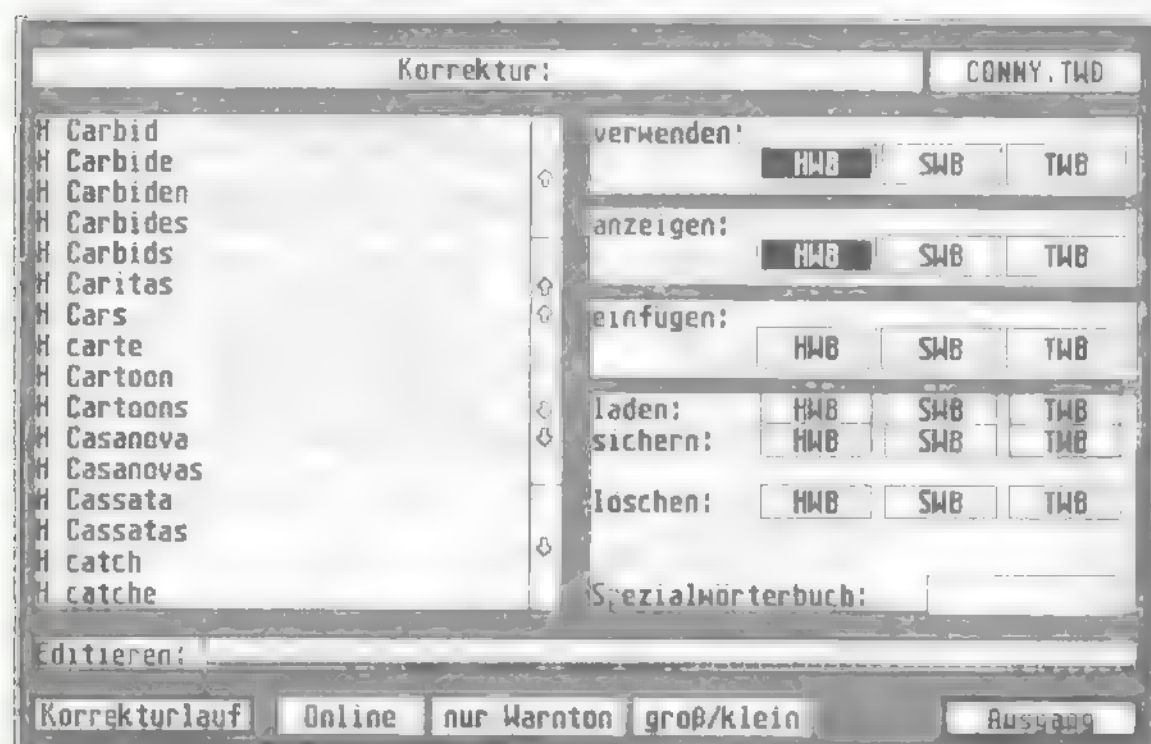 Korrektur: CONNY.TWD
H Carbid
H Carbide
H Carbiden
H Carbides
H Carbids
H Caritas
H Cars
H carte
H Cartoon
H Cartoons
H Casanova
H Casanovas
H Cassata
H Cassatas
H catch
H catche
verwenden:
HWB SWB TWB
anzeigen:
HWB SWB TWB
einfügen:
HWB SWB TWB
laden: HWB SWB TWB
sichern: HWB SWB TWB
löschen: HWB SWB TWB
Spezialwörterbuch:
Editieren:
Korrekturlauf Online nur Warnton groß/klein Ausgang